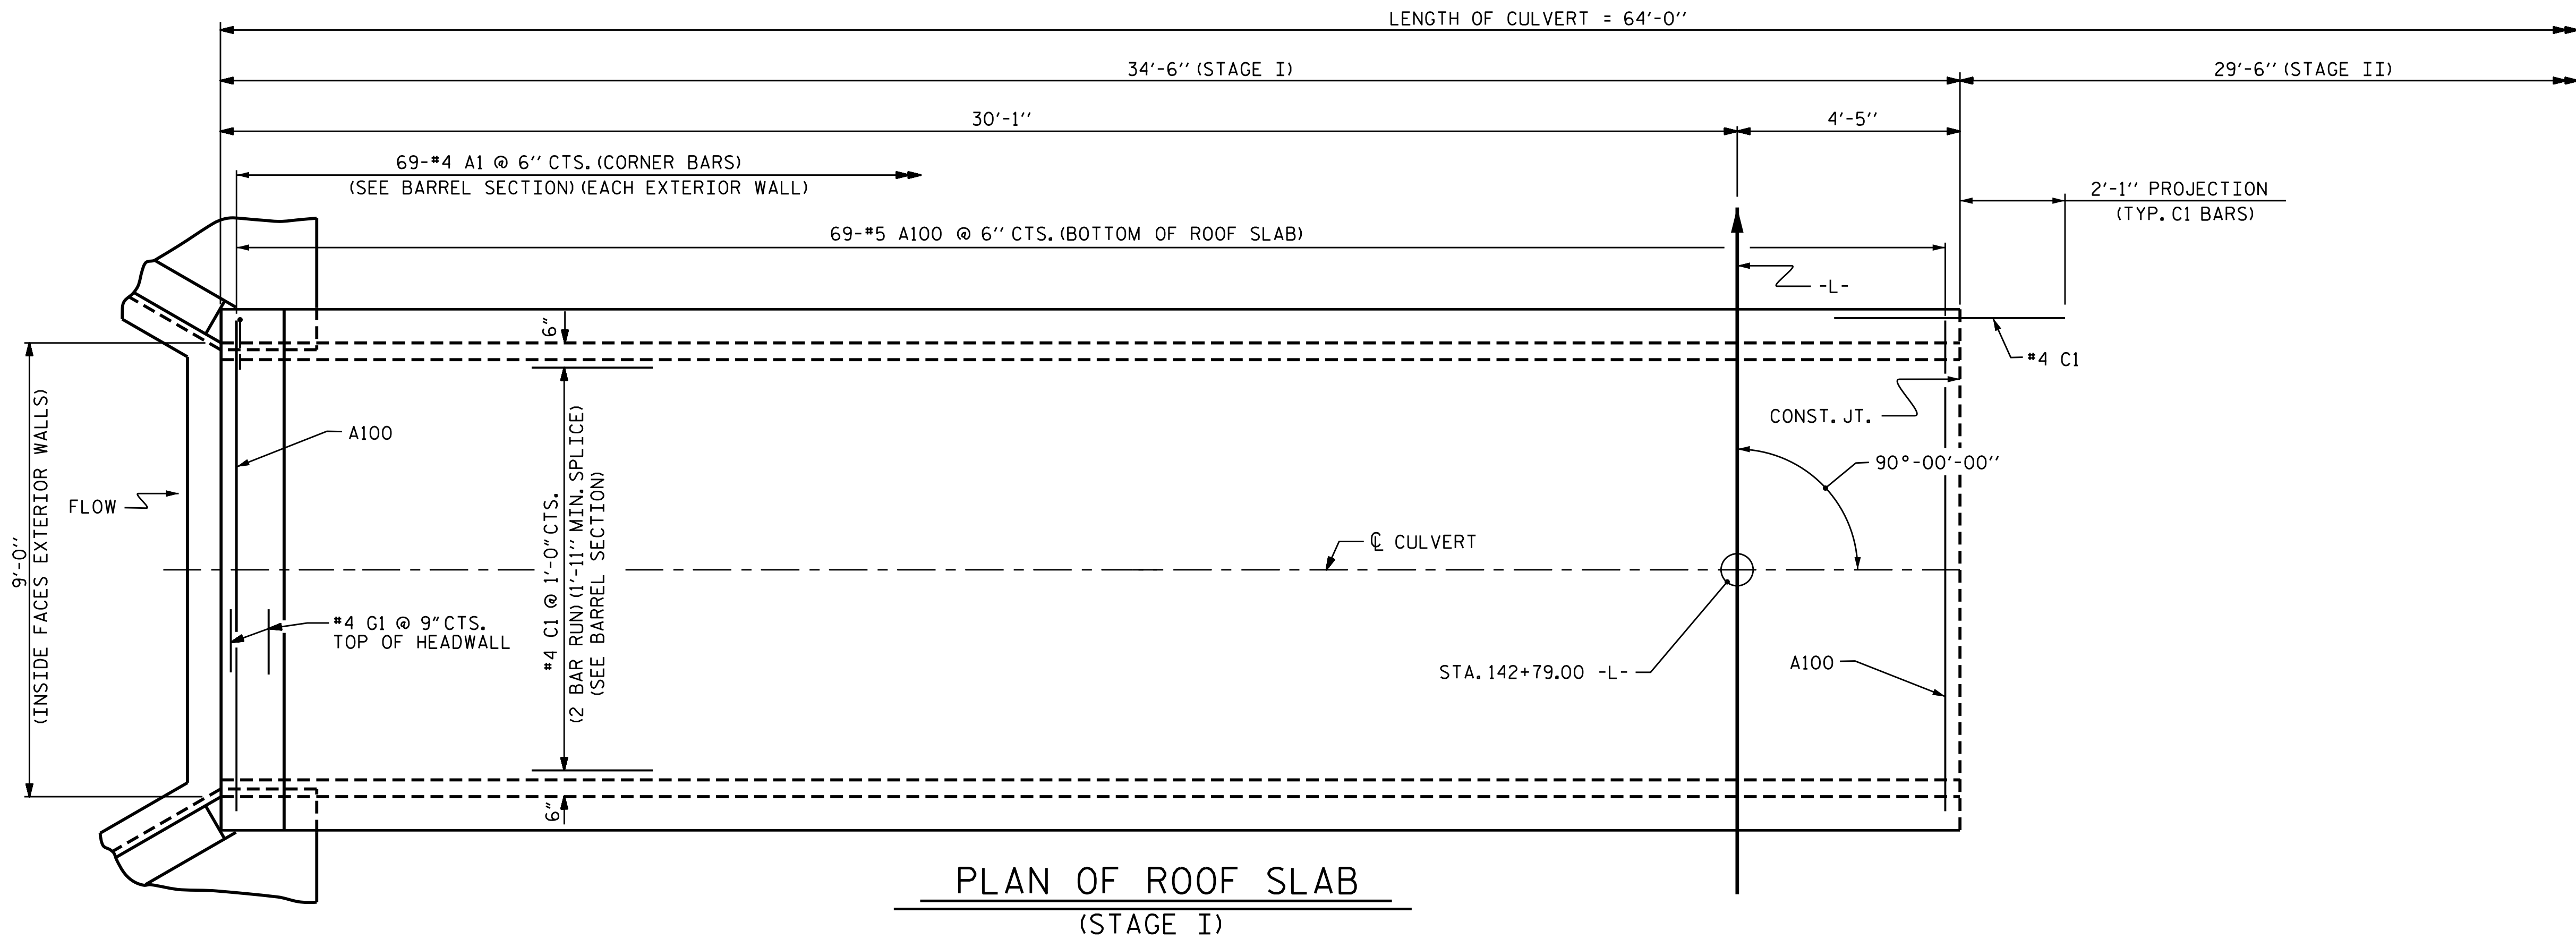 LENGTH OF CULVERT = 64'-0''
34'-6'' (STAGE I)
29'-6'' (STAGE II)
30'-1''
4'-5''
69-#4 A1 @ 6'' CTS. (CORNER BARS)
(SEE BARREL SECTION) (EACH EXTERIOR WALL)
2'-1'' PROJECTION
(TYP. C1 BARS)
69-#5 A100 @ 6'' CTS. (BOTTOM OF ROOF SLAB)
-L-
6''
#4 C1
CONST. JT.
A100
90°-00'-00''
FLOW
9'-0''
(INSIDE FACES EXTERIOR WALLS)
#4 C1 @ 1'-0'' CTS.
(2 BAR RUN) (1'-11'' MIN. SPLICE)
(SEE BARREL SECTION)
℄ CULVERT
#4 G1 @ 9'' CTS.
TOP OF HEADWALL
STA. 142+79.00 -L-
A100
6''
PLAN OF ROOF SLAB
(STAGE I)